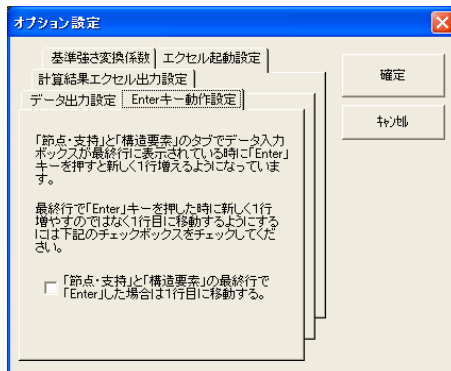 オプション設定
基準強さ変換係数
エクセル起動設定
計算結果エクセル出力設定
データ出力設定
Enterキー動作設定
「節点・支持」と「構造要素」のタブでデータ入力
ボックスが最終行に表示されている時に「Enter」
キーを押すと新しく1行増えるようになっていま
す。
最終行で「Enter」キーを押した時に新しく1行
増やすのではなく1行目に移動するようにする
には下記のチェックボックスをチェックしてくだ
さい。
「節点・支持」と「構造要素」の最終行で
「Enter」した場合は1行目に移動する。
確定
キャンセル